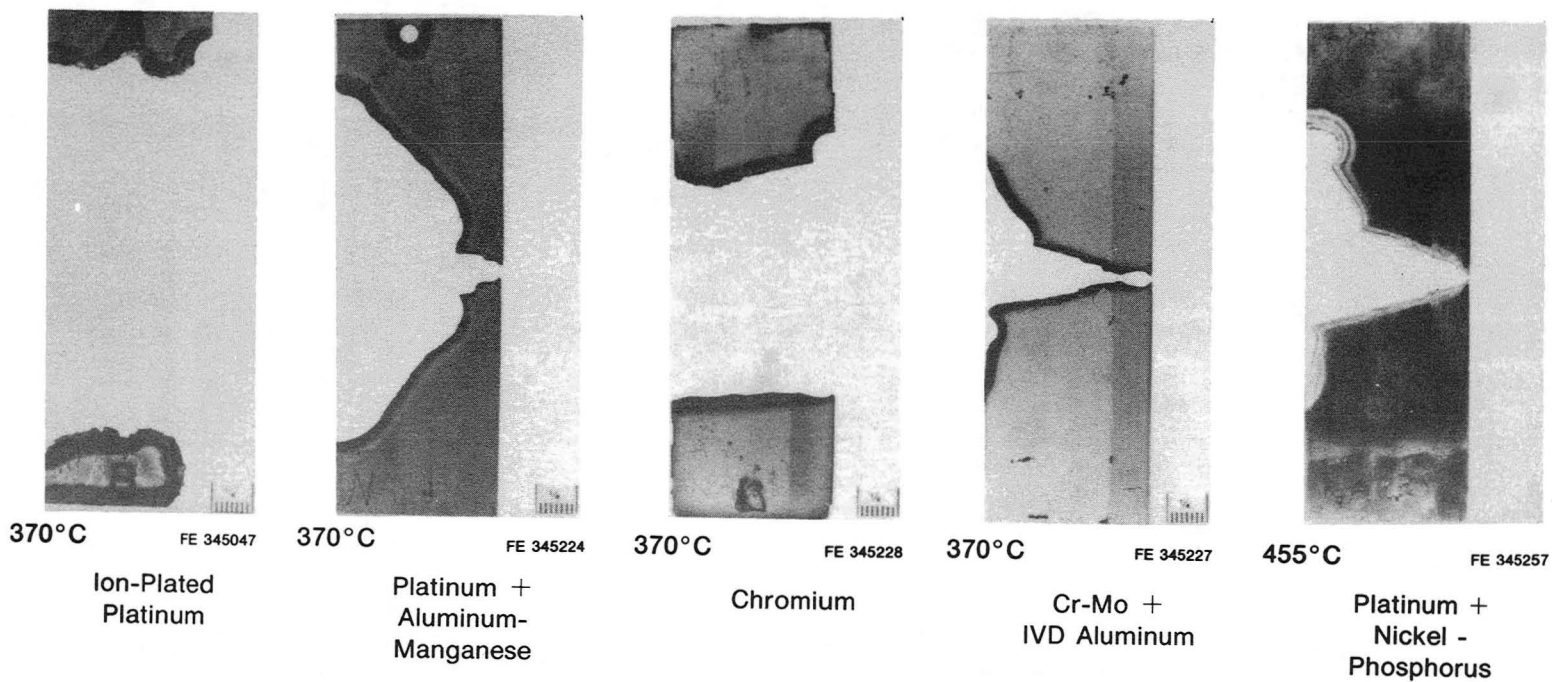 370°C FE 345047
Ion-Plated
Platinum
370°C FE 345224
Platinum +
Aluminum-
Manganese
370°C FE 345228
Chromium
370°C FE 345227
Cr-Mo +
IVD Aluminum
455°C FE 345257
Platinum +
Nickel -
Phosphorus